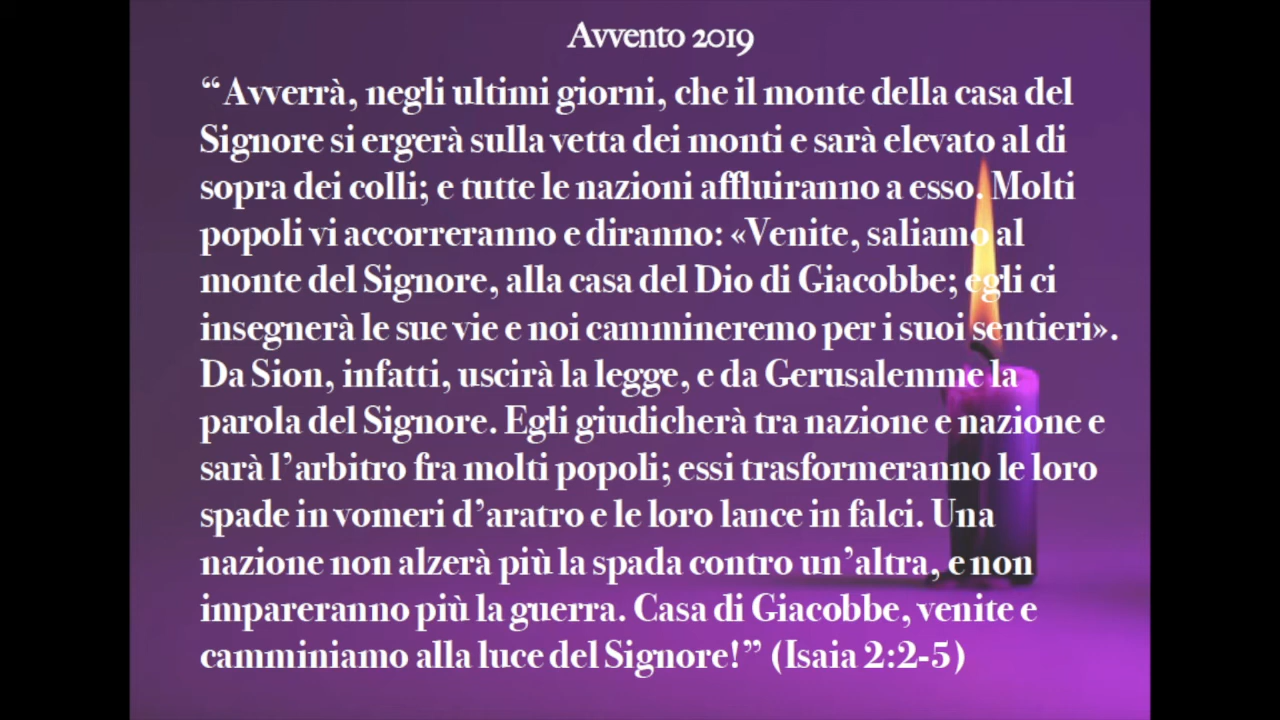 Avvento 2019
“Avverrà, negli ultimi giorni, che il monte della casa del
Signore si ergerà sulla vetta dei monti e sarà elevato al di
sopra dei colli; e tutte le nazioni affluiranno a esso. Molti
popoli vi accorreranno e diranno: «Venite, saliamo al
monte del Signore, alla casa del Dio di Giacobbe; egli ci
insegnerà le sue vie e noi cammineremo per i suoi sentieri».
Da Sion, infatti, uscirà la legge, e da Gerusalemme la
parola del Signore. Egli giudicherà tra nazione e nazione e
sarà l’arbitro fra molti popoli; essi trasformeranno le loro
spade in vomeri d’aratro e le loro lance in falci. Una
nazione non alzerà più la spada contro un’altra, e non
impareranno più la guerra. Casa di Giacobbe, venite e
camminiamo alla luce del Signore!” (Isaia 2:2-5)